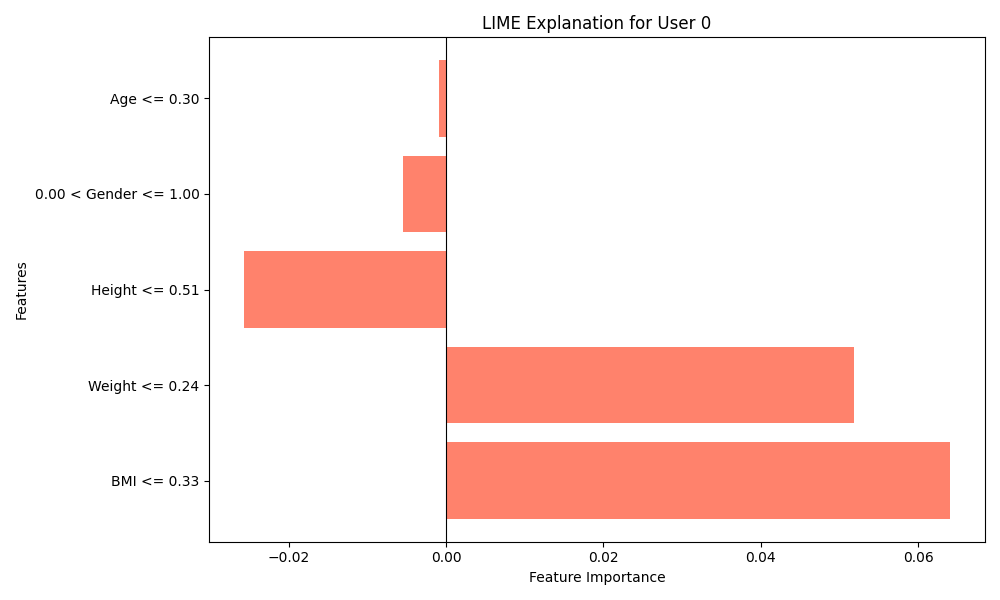 LIME Explanation for User 0
Age <= 0.30
0.00 < Gender <= 1.00
Height <= 0.51
Weight <= 0.24
BMI <= 0.33
Features
−0.02
0.00
0.02
0.04
0.06
Feature Importance